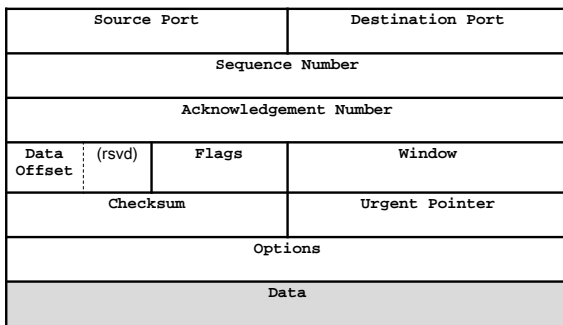 Source Port
Destination Port
Sequence Number
Acknowledgement Number
Data
Offset
(rsvd)
Flags
Window
Checksum
Urgent Pointer
Options
Data